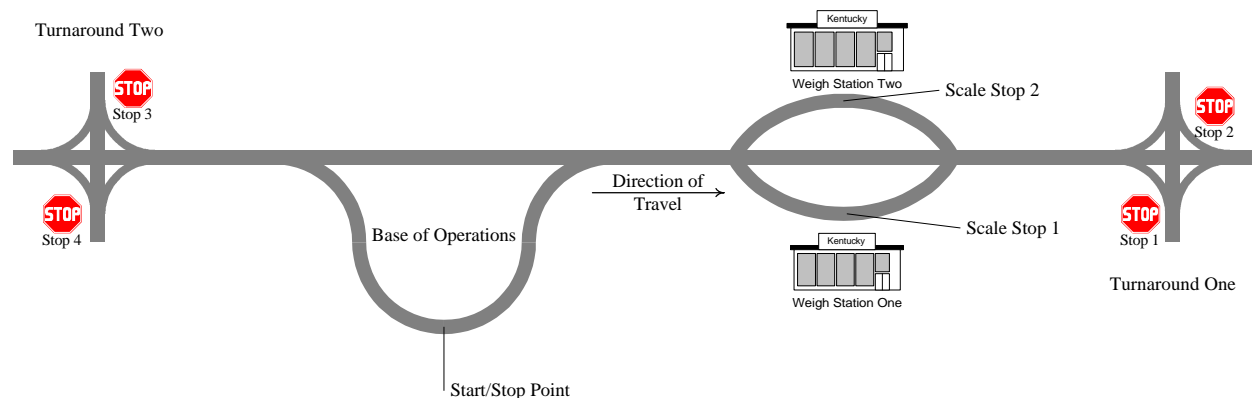 Turnaround Two
STOP
Stop 3
STOP
Stop 4
Base of Operations
Start/Stop Point
Direction of
Travel
Kentucky
Weigh Station Two
Scale Stop 2
Scale Stop 1
Kentucky
Weigh Station One
STOP
Stop 2
STOP
Stop 1
Turnaround One